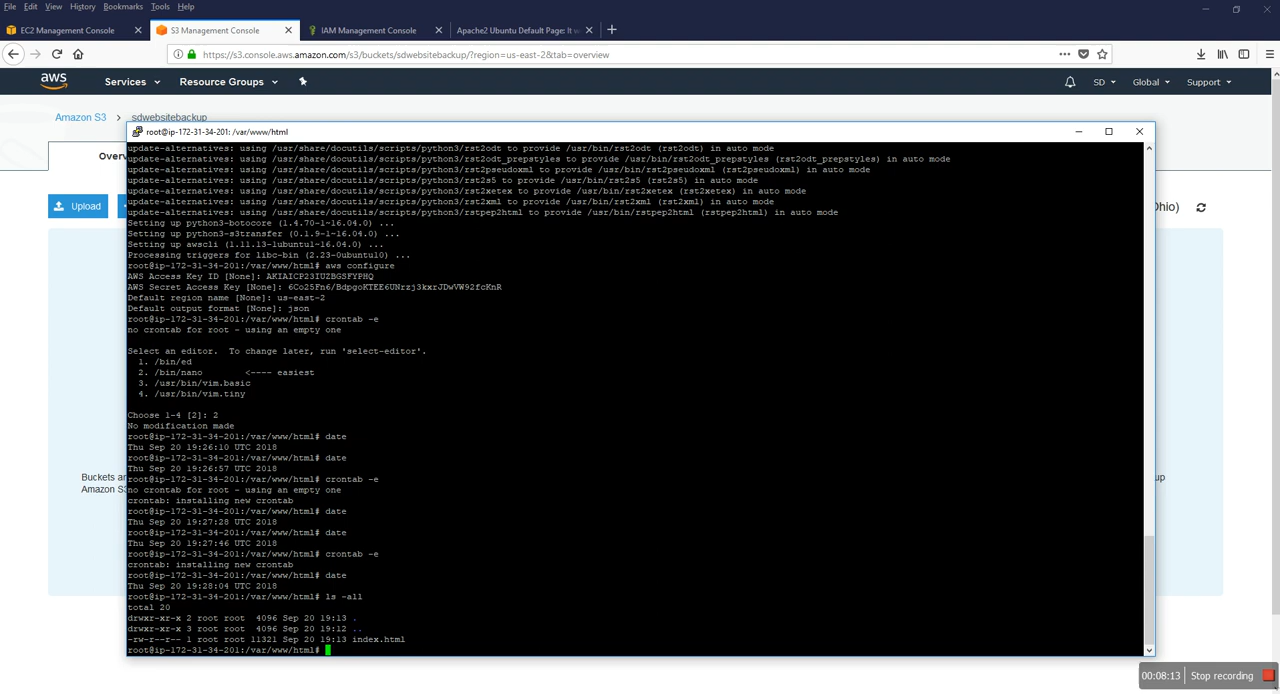 File Edit View History Bookmarks Tools Help
EC2 Management Console
S3 Management Console
IAM Management Console
Apache2 Ubuntu Default Page: It w
https://s3.console.aws.amazon.com/s3/buckets/sdwebsitebackup/?region=us-east-2&tab=overview
aws Services Resource Groups SD Global Support
Amazon S3 sdwebsitebackup
Overv
Upload
Ohio)
Buckets ar
Amazon S3
up
root@ip-172-31-34-201: /var/www/html
update-alternatives: using /usr/share/docutils/scripts/python3/rst2odt to provide /usr/bin/rst2odt (rst2odt) in auto mode
update-alternatives: using /usr/share/docutils/scripts/python3/rst2odt_prepstyles to provide /usr/bin/rst2odt_prepstyles (rst2odt_prepstyles) in auto mode
update-alternatives: using /usr/share/docutils/scripts/python3/rst2pseudoxml to provide /usr/bin/rst2pseudoxml (rst2pseudoxml) in auto mode
update-alternatives: using /usr/share/docutils/scripts/python3/rst2s5 to provide /usr/bin/rst2s5 (rst2s5) in auto mode
update-alternatives: using /usr/share/docutils/scripts/python3/rst2xetex to provide /usr/bin/rst2xetex (rst2xetex) in auto mode
update-alternatives: using /usr/share/docutils/scripts/python3/rst2xml to provide /usr/bin/rst2xml (rst2xml) in auto mode
update-alternatives: using /usr/share/docutils/scripts/python3/rstpep2html to provide /usr/bin/rstpep2html (rstpep2html) in auto mode
Setting up python3-botocore (1.4.70-1~16.04.0) ...
Setting up python3-s3transfer (0.1.9-1~16.04.0) ...
Setting up awscli (1.11.13-1ubuntu1~16.04.0) ...
Processing triggers for libc-bin (2.23-0ubuntu10) ...
root@ip-172-31-34-201:/var/www/html# aws configure
AWS Access Key ID [None]: AKIAICP23IUZBGSFYPHQ
AWS Secret Access Key [None]: 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
Default region name [None]: us-east-2
Default output format [None]: json
root@ip-172-31-34-201:/var/www/html# crontab -e
no crontab for root - using an empty one
Select an editor.  To change later, run 'select-editor'.
1. /bin/ed
2. /bin/nano        <---- easiest
3. /usr/bin/vim.basic
4. /usr/bin/vim.tiny
Choose 1-4 [2]: 2
No modification made
root@ip-172-31-34-201:/var/www/html# date
Thu Sep 20 19:26:10 UTC 2018
root@ip-172-31-34-201:/var/www/html# date
Thu Sep 20 19:26:57 UTC 2018
root@ip-172-31-34-201:/var/www/html# crontab -e
no crontab for root - using an empty one
crontab: installing new crontab
root@ip-172-31-34-201:/var/www/html# date
Thu Sep 20 19:27:28 UTC 2018
root@ip-172-31-34-201:/var/www/html# date
Thu Sep 20 19:27:46 UTC 2018
root@ip-172-31-34-201:/var/www/html# crontab -e
crontab: installing new crontab
root@ip-172-31-34-201:/var/www/html# date
Thu Sep 20 19:28:04 UTC 2018
root@ip-172-31-34-201:/var/www/html# ls -all
total 20
drwxr-xr-x 2 root root  4096 Sep 20 19:13 .
drwxr-xr-x 3 root root  4096 Sep 20 19:12 ..
-rw-r--r-- 1 root root 11321 Sep 20 19:13 index.html
root@ip-172-31-34-201:/var/www/html#
00:08:13 Stop recording